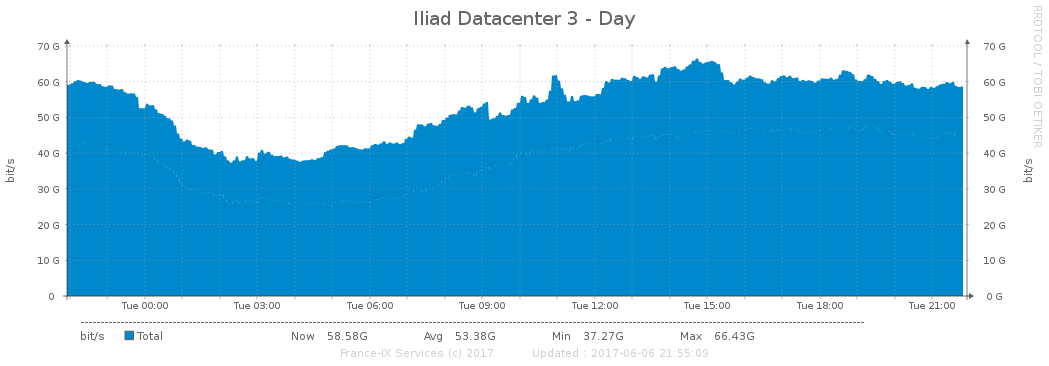 Iliad Datacenter 3 - Day
RRDTOOL / TOBI OETIKER
bit/s
70 G 70 G
60 G 60 G
50 G 50 G
40 G 40 G
30 G 30 G
20 G 20 G
10 G 10 G
0 0 G
bit/s
Tue 00:00 Tue 03:00 Tue 06:00 Tue 09:00 Tue 12:00 Tue 15:00 Tue 18:00 Tue 21:00
bit/s Total Now 58.58G Avg 53.38G Min 37.27G Max 66.43G
France-IX Services (c) 2017 Updated : 2017-06-06 21:55:09